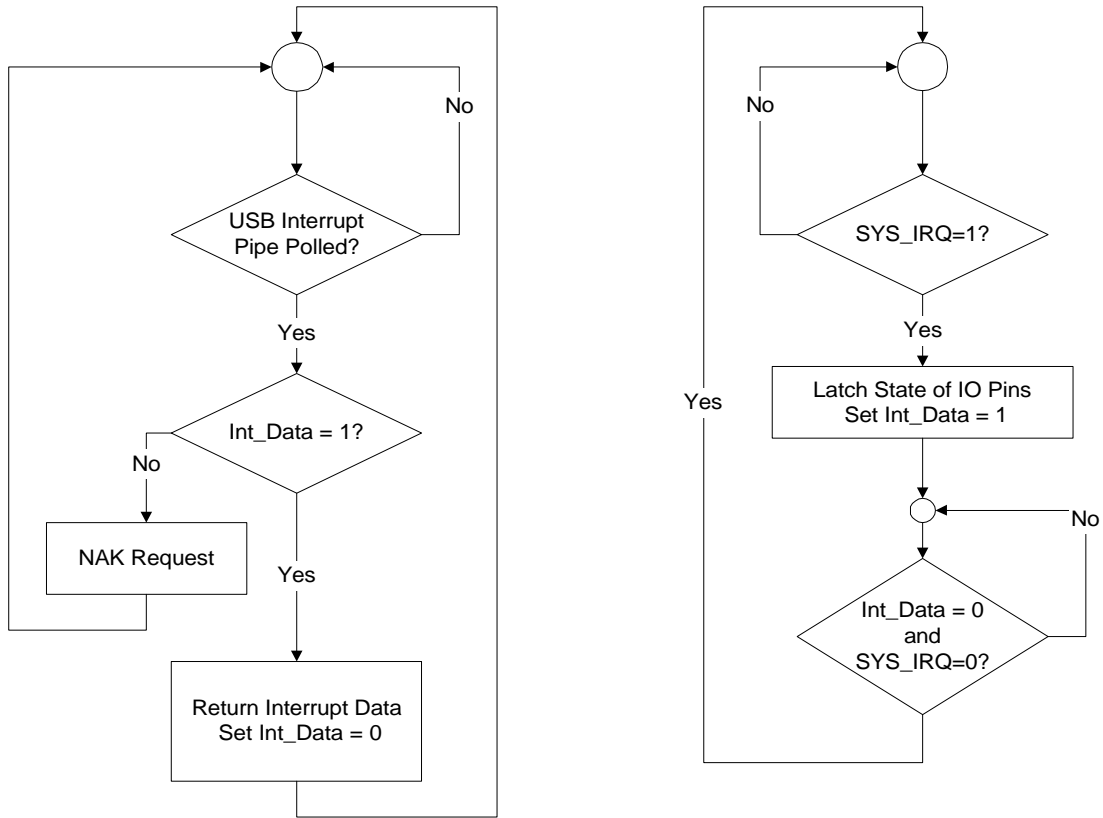 No
USB Interrupt
Pipe Polled?
Yes
Int_Data = 1?
No
NAK Request
Yes
Return Interrupt Data
Set Int_Data = 0
No
SYS_IRQ=1?
Yes
Latch State of IO Pins
Set Int_Data = 1
Yes
No
Int_Data = 0
and
SYS_IRQ=0?